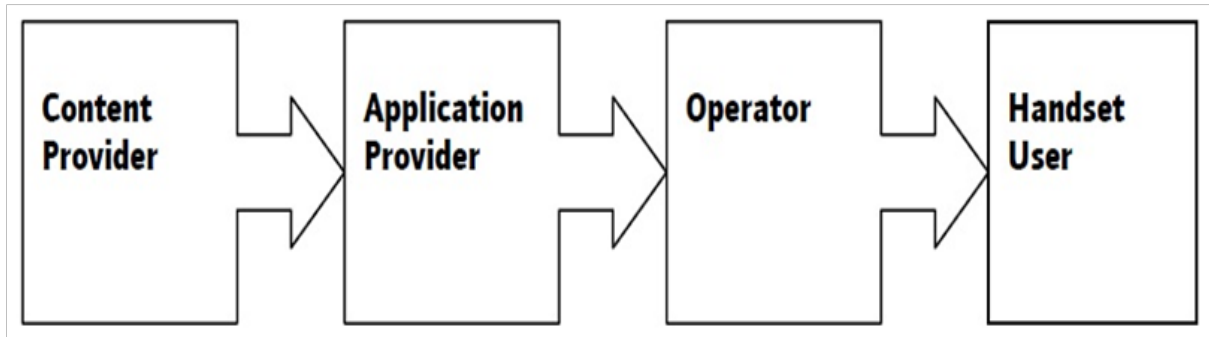 Content
Provider
Application
Provider
Operator
Handset
User